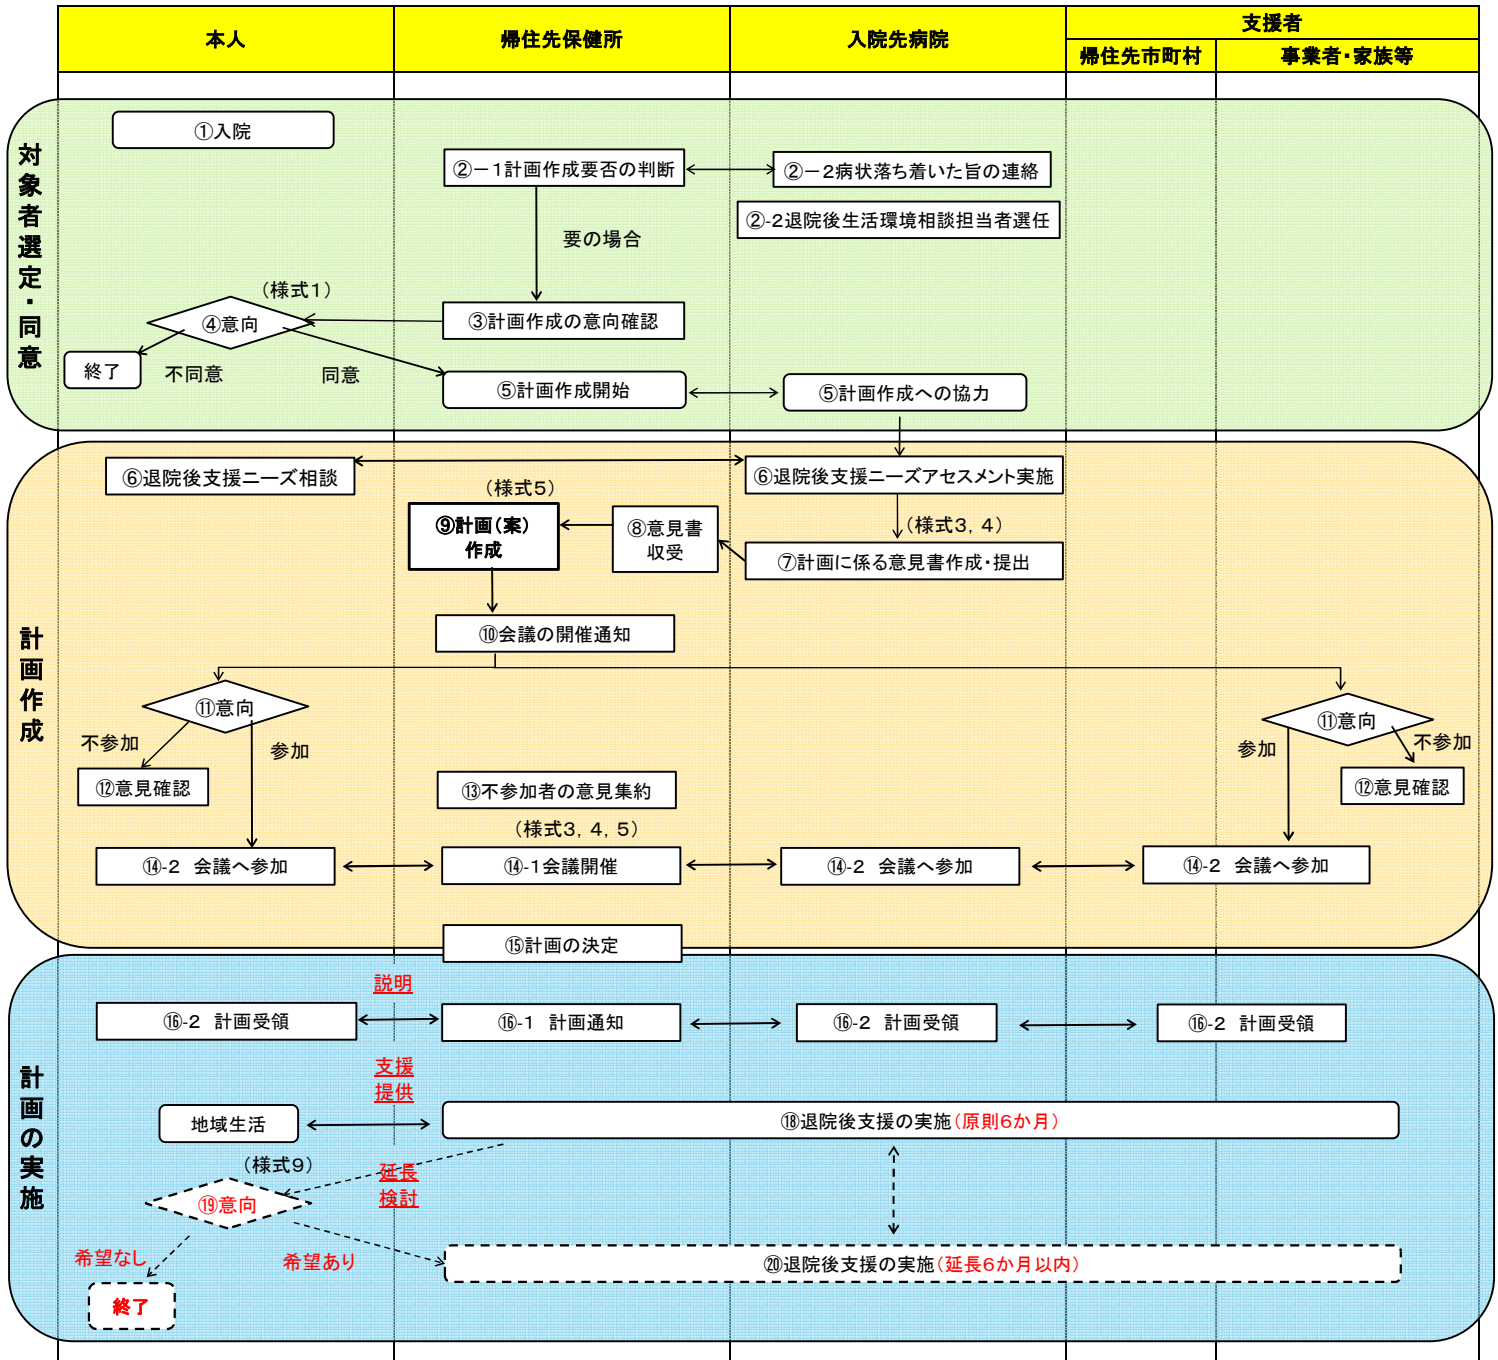 本人
帰住先保健所
入院先病院
支援者
帰住先市町村
事業者・家族等
対象者選定・同意
①入院
②－1計画作成要否の判断
②－2病状落ち着いた旨の連絡
②-2退院後生活環境相談担当者選任
要の場合
（様式1）
④意向
③計画作成の意向確認
終了
不同意
同意
⑤計画作成開始
⑤計画作成への協力
計画作成
⑥退院後支援ニーズ相談
⑥退院後支援ニーズアセスメント実施
（様式5）
⑨計画（案）
作成
⑧意見書
収受
（様式3，4）
⑦計画に係る意見書作成・提出
⑩会議の開催通知
⑪意向
⑪意向
不参加
参加
参加
不参加
⑫意見確認
⑬不参加者の意見集約
⑫意見確認
（様式3，4，5）
⑭-2　会議へ参加
⑭-1会議開催
⑭-2　会議へ参加
⑭-2　会議へ参加
⑮計画の決定
計画の実施
説明
⑯-2　計画受領
⑯-1　計画通知
⑯-2　計画受領
⑯-2　計画受領
支援
提供
地域生活
⑱退院後支援の実施（原則6か月）
（様式9）
延長
検討
⑲意向
希望なし
希望あり
⑳退院後支援の実施（延長6か月以内）
終了